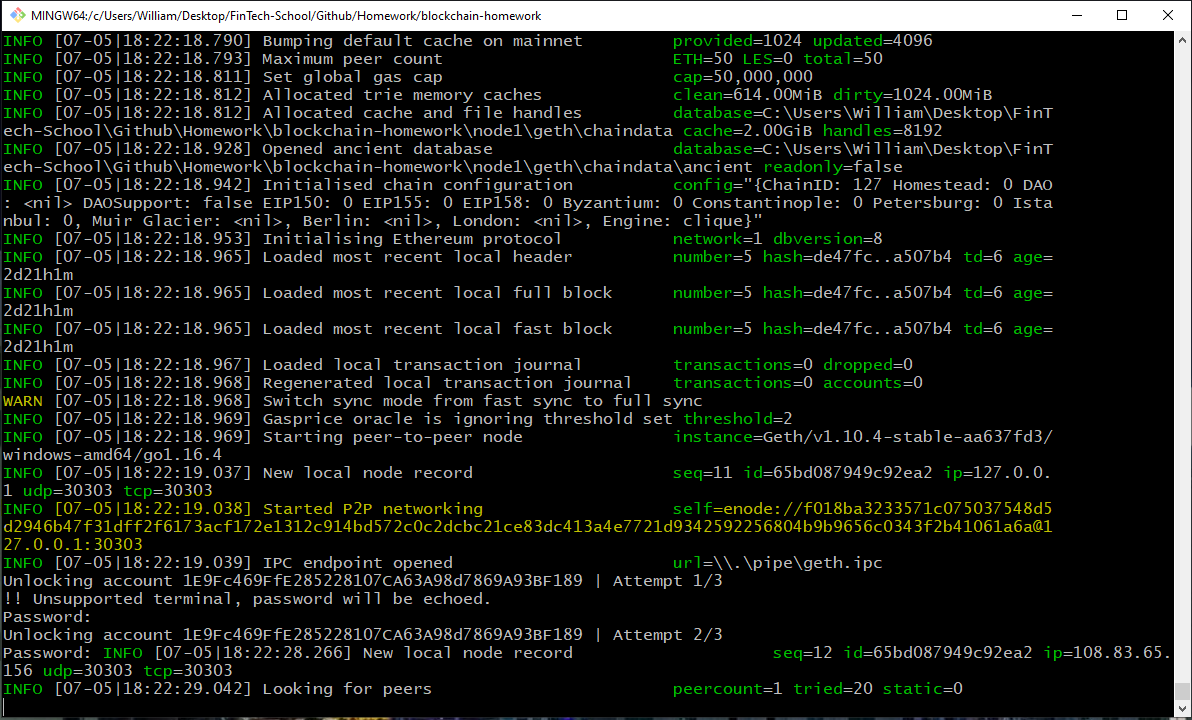 MINGW64:/c/Users/William/Desktop/FinTech-School/Github/Homework/blockchain-homework
INFO [07-05|18:22:18.790] Bumping default cache on mainnet         provided=1024 updated=4096
INFO [07-05|18:22:18.793] Maximum peer count                       ETH=50 LES=0 total=50
INFO [07-05|18:22:18.811] Set global gas cap                       cap=50,000,000
INFO [07-05|18:22:18.812] Allocated trie memory caches             clean=614.00MiB dirty=1024.00MiB
INFO [07-05|18:22:18.812] Allocated cache and file handles         database=C:\Users\William\Desktop\FinT
ech-School\Github\Homework\blockchain-homework\node1\geth\chaindata cache=2.00GiB handles=8192
INFO [07-05|18:22:18.928] Opened ancient database                  database=C:\Users\William\Desktop\FinT
ech-School\Github\Homework\blockchain-homework\node1\geth\chaindata\ancient readonly=false
INFO [07-05|18:22:18.942] Initialised chain configuration          config="{ChainID: 127 Homestead: 0 DAO
: <nil> DAOSupport: false EIP150: 0 EIP155: 0 EIP158: 0 Byzantium: 0 Constantinople: 0 Petersburg: 0 Ista
nbul: 0, Muir Glacier: <nil>, Berlin: <nil>, London: <nil>, Engine: clique}"
INFO [07-05|18:22:18.953] Initialising Ethereum protocol           network=1 dbversion=8
INFO [07-05|18:22:18.965] Loaded most recent local header          number=5 hash=de47fc..a507b4 td=6 age=
2d21h1m
INFO [07-05|18:22:18.965] Loaded most recent local full block      number=5 hash=de47fc..a507b4 td=6 age=
2d21h1m
INFO [07-05|18:22:18.965] Loaded most recent local fast block      number=5 hash=de47fc..a507b4 td=6 age=
2d21h1m
INFO [07-05|18:22:18.967] Loaded local transaction journal         transactions=0 dropped=0
INFO [07-05|18:22:18.968] Regenerated local transaction journal    transactions=0 accounts=0
WARN [07-05|18:22:18.968] Switch sync mode from fast sync to full sync
INFO [07-05|18:22:18.969] Gasprice oracle is ignoring threshold set threshold=2
INFO [07-05|18:22:18.969] Starting peer-to-peer node               instance=Geth/v1.10.4-stable-aa637fd3/
windows-amd64/go1.16.4
INFO [07-05|18:22:19.037] New local node record                    seq=11 id=65bd087949c92ea2 ip=127.0.0.
1 udp=30303 tcp=30303
INFO [07-05|18:22:19.038] Started P2P networking                   self=enode://f018ba3233571c075037548d5
d2946b47f31dff2f6173acf172e1312c914bd572c0c2dcbc21ce83dc413a4e7721d9342592256804b9b9656c0343f2b41061a6a@1
27.0.0.1:30303
INFO [07-05|18:22:19.039] IPC endpoint opened                      url=\\.\pipe\geth.ipc
Unlocking account 1E9Fc469FfE285228107CA63A98d7869A93BF189 | Attempt 1/3
!! Unsupported terminal, password will be echoed.
Password:
Unlocking account 1E9Fc469FfE285228107CA63A98d7869A93BF189 | Attempt 2/3
Password: INFO [07-05|18:22:28.266] New local node record                    seq=12 id=65bd087949c92ea2 ip=108.83.65.
156 udp=30303 tcp=30303
INFO [07-05|18:22:29.042] Looking for peers                        peercount=1 tried=20 static=0